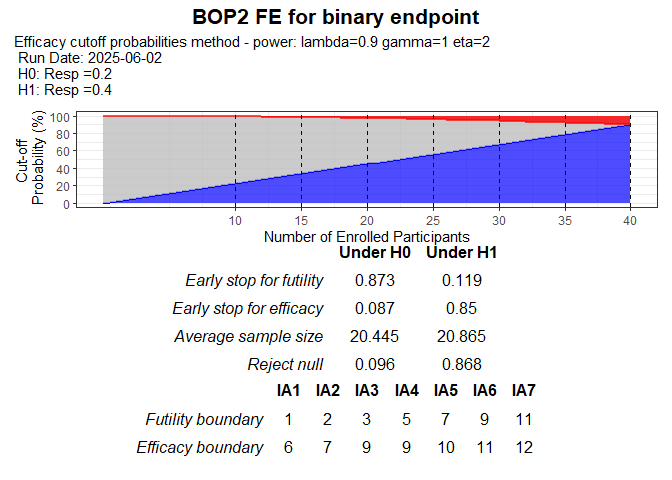 BOP2 FE for binary endpoint
Efficacy cutoff probabilities method - power: lambda=0.9 gamma=1 eta=2
Run Date: 2025-06-02
H0: Resp =0.2
H1: Resp =0.4
Cut-off
Probability (%)
100
80
60
40
20
0
10 15 20 25 30 35 40
Number of Enrolled Participants
Under H0 Under H1
Early stop for futility 0.873 0.119
Early stop for efficacy 0.087 0.85
Average sample size 20.445 20.865
Reject null 0.096 0.868
IA1 IA2 IA3 IA4 IA5 IA6 IA7
Futility boundary 1 2 3 5 7 9 11
Efficacy boundary 6 7 9 9 10 11 12